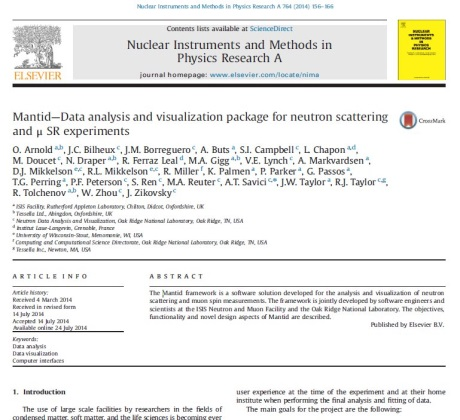 Nuclear Instruments and Methods in Physics Research A 764 (2014) 156–166
Contents lists available at ScienceDirect
Nuclear Instruments and Methods in
Physics Research A
journal homepage: www.elsevier.com/locate/nima
ELSEVIER
NUCLEAR
INSTRUMENTS
& METHODS
IN
PHYSICS
RESEARCH
Mantid—Data analysis and visualization package for neutron scattering
and μ SR experiments
CrossMark
O. Arnold a,b, J.C. Bilheux c, J.M. Borreguero c, A. Buts a, S.I. Campbell c, L. Chapon a,d,
M. Doucet c, N. Draper a,b, R. Ferraz Leal d, M.A. Gigg a,b, V.E. Lynch c, A. Markvardsen a,
D.J. Mikkelson e,c, R.L. Mikkelson e,c, R. Miller f, K. Palmen a, P. Parker a, G. Passos a,
T.G. Perring a, P.F. Peterson c, S. Ren c, M.A. Reuter c, A.T. Savici c,*, J.W. Taylor a, R.J. Taylor c,g,
R. Tolchenov a,b, W. Zhou c, J. Zikovsky c
a ISIS Facility, Rutherford Appleton Laboratory, Chilton, Didcot, Oxfordshire, UK
b Tessella Ltd., Abingdon, Oxfordshire, UK
c Neutron Data Analysis and Visualization, Oak Ridge National Laboratory, Oak Ridge, TN, USA
d Institut Laue-Langevin, Grenoble, France
e University of Wisconsin-Stout, Menomonie, WI, USA
f Computing and Computational Science Directorate, Oak Ridge National Laboratory, Oak Ridge, TN, USA
g Tessella Inc., Newton, MA, USA
ARTICLE INFO
Article history:
Received 4 March 2014
Received in revised form
14 July 2014
Accepted 14 July 2014
Available online 24 July 2014
Keywords:
Data analysis
Data visualization
Computer interfaces
ABSTRACT
The Mantid framework is a software solution developed for the analysis and visualization of neutron
scattering and muon spin measurements. The framework is jointly developed by software engineers and
scientists at the ISIS Neutron and Muon Facility and the Oak Ridge National Laboratory. The objectives,
functionality and novel design aspects of Mantid are described.
Published by Elsevier B.V.
1. Introduction
The use of large scale facilities by researchers in the fields of
condensed matter, soft matter, and the life sciences is becoming ever
user experience at the time of the experiment and at their home
institute when performing the final analysis and fitting of data.
The main goals for the project are the following: